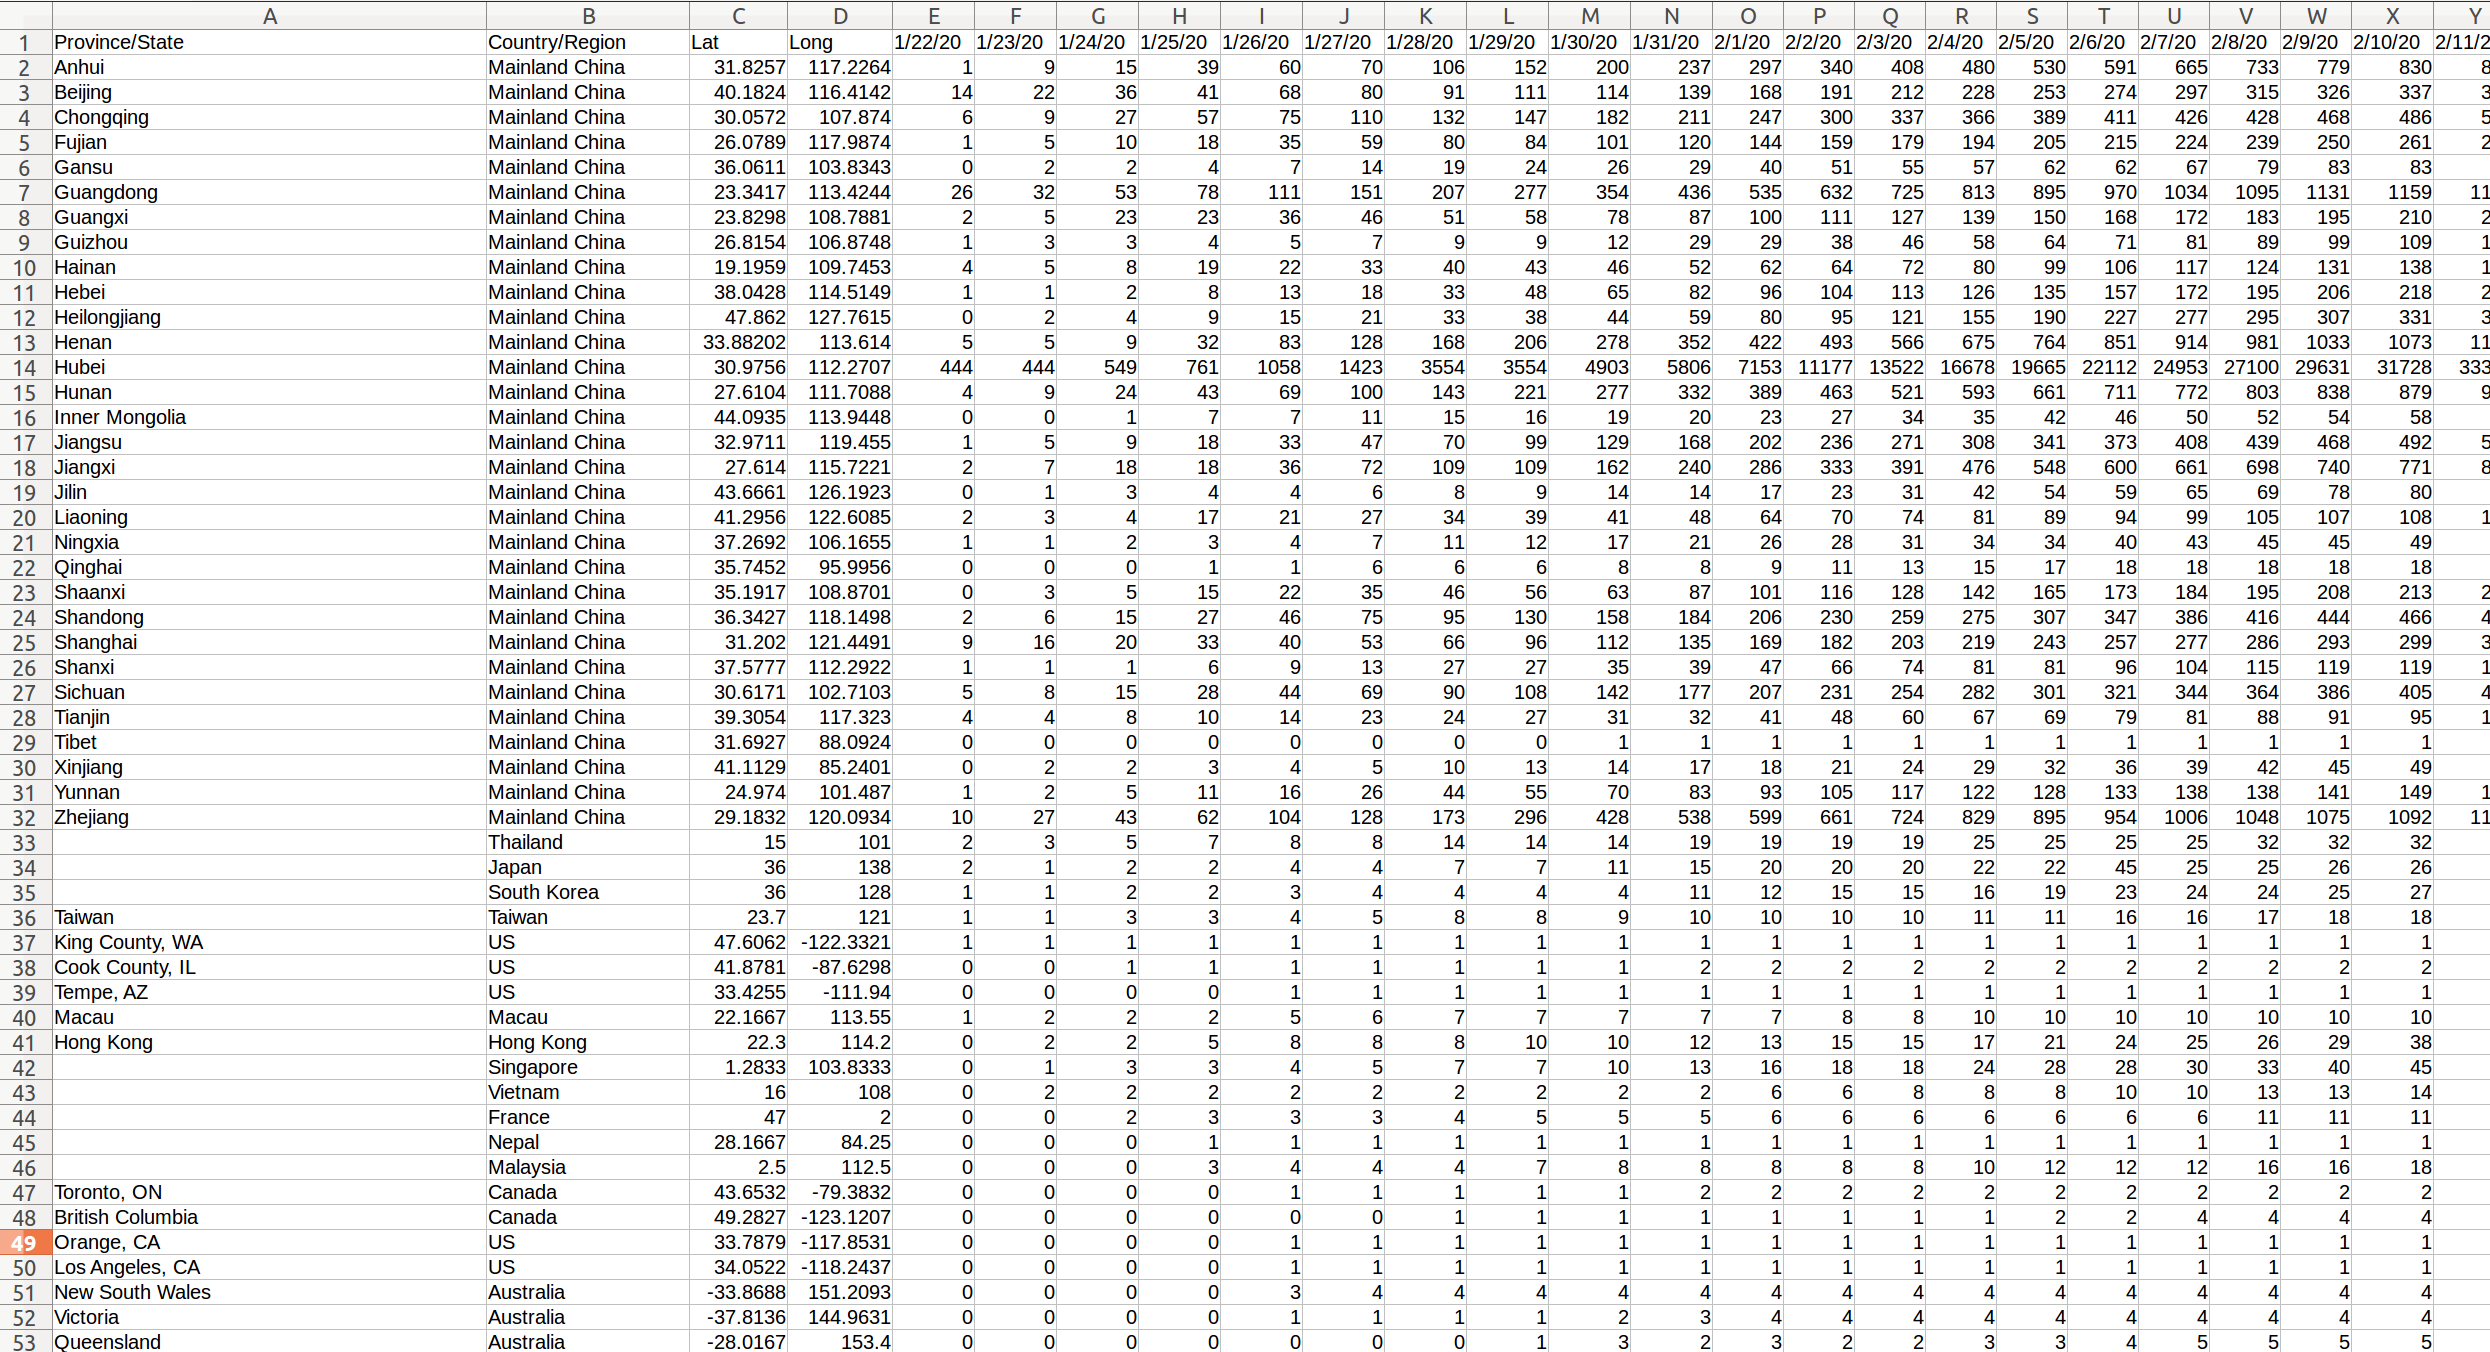 A B C D E F G H I J K L M N O P Q R S T U V W X Y
1 Province/State Country/Region Lat Long 1/22/20 1/23/20 1/24/20 1/25/20 1/26/20 1/27/20 1/28/20 1/29/20 1/30/20 1/31/20 2/1/20 2/2/20 2/3/20 2/4/20 2/5/20 2/6/20 2/7/20 2/8/20 2/9/20 2/10/20 2/11/2
2 Anhui Mainland China 31.8257 117.2264 1 9 15 39 60 70 106 152 200 237 297 340 408 480 530 591 665 733 779 830 8
3 Beijing Mainland China 40.1824 116.4142 14 22 36 41 68 80 91 111 114 139 168 191 212 228 253 274 297 315 326 337 3
4 Chongqing Mainland China 30.0572 107.874 6 9 27 57 75 110 132 147 182 211 247 300 337 366 389 411 426 428 468 486 5
5 Fujian Mainland China 26.0789 117.9874 1 5 10 18 35 59 80 84 101 120 144 159 179 194 205 215 224 239 250 261 2
6 Gansu Mainland China 36.0611 103.8343 0 2 2 4 7 14 19 24 26 29 40 51 55 57 62 62 67 79 83 83
7 Guangdong Mainland China 23.3417 113.4244 26 32 53 78 111 151 207 277 354 436 535 632 725 813 895 970 1034 1095 1131 1159 11
8 Guangxi Mainland China 23.8298 108.7881 2 5 23 23 36 46 51 58 78 87 100 111 127 139 150 168 172 183 195 210 2
9 Guizhou Mainland China 26.8154 106.8748 1 3 3 4 5 7 9 9 12 29 29 38 46 58 64 71 81 89 99 109 1
10 Hainan Mainland China 19.1959 109.7453 4 5 8 19 22 33 40 43 46 52 62 64 72 80 99 106 117 124 131 138 1
11 Hebei Mainland China 38.0428 114.5149 1 1 2 8 13 18 33 48 65 82 96 104 113 126 135 157 172 195 206 218 2
12 Heilongjiang Mainland China 47.862 127.7615 0 2 4 9 15 21 33 38 44 59 80 95 121 155 190 227 277 295 307 331 3
13 Henan Mainland China 33.88202 113.614 5 5 9 32 83 128 168 206 278 352 422 493 566 675 764 851 914 981 1033 1073 11
14 Hubei Mainland China 30.9756 112.2707 444 444 549 761 1058 1423 3554 3554 4903 5806 7153 11177 13522 16678 19665 22112 24953 27100 29631 31728 333
15 Hunan Mainland China 27.6104 111.7088 4 9 24 43 69 100 143 221 277 332 389 463 521 593 661 711 772 803 838 879 9
16 Inner Mongolia Mainland China 44.0935 113.9448 0 0 1 7 7 11 15 16 19 20 23 27 34 35 42 46 50 52 54 58
17 Jiangsu Mainland China 32.9711 119.455 1 5 9 18 33 47 70 99 129 168 202 236 271 308 341 373 408 439 468 492 5
18 Jiangxi Mainland China 27.614 115.7221 2 7 18 18 36 72 109 109 162 240 286 333 391 476 548 600 661 698 740 771 8
19 Jilin Mainland China 43.6661 126.1923 0 1 3 4 4 6 8 9 14 14 17 23 31 42 54 59 65 69 78 80
20 Liaoning Mainland China 41.2956 122.6085 2 3 4 17 21 27 34 39 41 48 64 70 74 81 89 94 99 105 107 108 1
21 Ningxia Mainland China 37.2692 106.1655 1 1 2 3 4 7 11 12 17 21 26 28 31 34 34 40 43 45 45 49
22 Qinghai Mainland China 35.7452 95.9956 0 0 0 1 1 6 6 6 8 8 9 11 13 15 17 18 18 18 18 18
23 Shaanxi Mainland China 35.1917 108.8701 0 3 5 15 22 35 46 56 63 87 101 116 128 142 165 173 184 195 208 213 2
24 Shandong Mainland China 36.3427 118.1498 2 6 15 27 46 75 95 130 158 184 206 230 259 275 307 347 386 416 444 466 4
25 Shanghai Mainland China 31.202 121.4491 9 16 20 33 40 53 66 96 112 135 169 182 203 219 243 257 277 286 293 299 3
26 Shanxi Mainland China 37.5777 112.2922 1 1 1 6 9 13 27 27 35 39 47 66 74 81 81 96 104 115 119 119 1
27 Sichuan Mainland China 30.6171 102.7103 5 8 15 28 44 69 90 108 142 177 207 231 254 282 301 321 344 364 386 405 4
28 Tianjin Mainland China 39.3054 117.323 4 4 8 10 14 23 24 27 31 32 41 48 60 67 69 79 81 88 91 95 1
29 Tibet Mainland China 31.6927 88.0924 0 0 0 0 0 0 0 0 1 1 1 1 1 1 1 1 1 1 1 1
30 Xinjiang Mainland China 41.1129 85.2401 0 2 2 3 4 5 10 13 14 17 18 21 24 29 32 36 39 42 45 49
31 Yunnan Mainland China 24.974 101.487 1 2 5 11 16 26 44 55 70 83 93 105 117 122 128 133 138 138 141 149 1
32 Zhejiang Mainland China 29.1832 120.0934 10 27 43 62 104 128 173 296 428 538 599 661 724 829 895 954 1006 1048 1075 1092 11
33 Thailand 15 101 2 3 5 7 8 8 14 14 14 19 19 19 19 25 25 25 25 32 32 32
34 Japan 36 138 2 1 2 2 4 4 7 7 11 15 20 20 20 22 22 45 25 25 26 26
35 South Korea 36 128 1 1 2 2 3 4 4 4 4 11 12 15 15 16 19 23 24 24 25 27
36 Taiwan Taiwan 23.7 121 1 1 3 3 4 5 8 8 9 10 10 10 10 11 11 16 16 17 18 18
37 King County, WA US 47.6062 -122.3321 1 1 1 1 1 1 1 1 1 1 1 1 1 1 1 1 1 1 1 1
38 Cook County, IL US 41.8781 -87.6298 0 0 1 1 1 1 1 1 1 2 2 2 2 2 2 2 2 2 2 2
39 Tempe, AZ US 33.4255 -111.94 0 0 0 0 1 1 1 1 1 1 1 1 1 1 1 1 1 1 1 1
40 Macau Macau 22.1667 113.55 1 2 2 2 5 6 7 7 7 7 7 8 8 10 10 10 10 10 10 10
41 Hong Kong Hong Kong 22.3 114.2 0 2 2 5 8 8 8 10 10 12 13 15 15 17 21 24 25 26 29 38
42 Singapore 1.2833 103.8333 0 1 3 3 4 5 7 7 10 13 16 18 18 24 28 28 30 33 40 45
43 Vietnam 16 108 0 2 2 2 2 2 2 2 2 2 6 6 8 8 8 10 10 13 13 14
44 France 47 2 0 0 2 3 3 3 4 5 5 5 6 6 6 6 6 6 6 11 11 11
45 Nepal 28.1667 84.25 0 0 0 1 1 1 1 1 1 1 1 1 1 1 1 1 1 1 1 1
46 Malaysia 2.5 112.5 0 0 0 3 4 4 4 7 8 8 8 8 8 10 12 12 12 16 16 18
47 Toronto, ON Canada 43.6532 -79.3832 0 0 0 0 1 1 1 1 1 2 2 2 2 2 2 2 2 2 2 2
48 British Columbia Canada 49.2827 -123.1207 0 0 0 0 0 0 1 1 1 1 1 1 1 1 2 2 4 4 4 4
49 Orange, CA US 33.7879 -117.8531 0 0 0 0 1 1 1 1 1 1 1 1 1 1 1 1 1 1 1 1
50 Los Angeles, CA US 34.0522 -118.2437 0 0 0 0 1 1 1 1 1 1 1 1 1 1 1 1 1 1 1 1
51 New South Wales Australia -33.8688 151.2093 0 0 0 0 3 4 4 4 4 4 4 4 4 4 4 4 4 4 4 4
52 Victoria Australia -37.8136 144.9631 0 0 0 0 1 1 1 1 2 3 4 4 4 4 4 4 4 4 4 4
53 Queensland Australia -28.0167 153.4 0 0 0 0 0 0 0 1 3 2 3 2 2 3 3 4 5 5 5 5